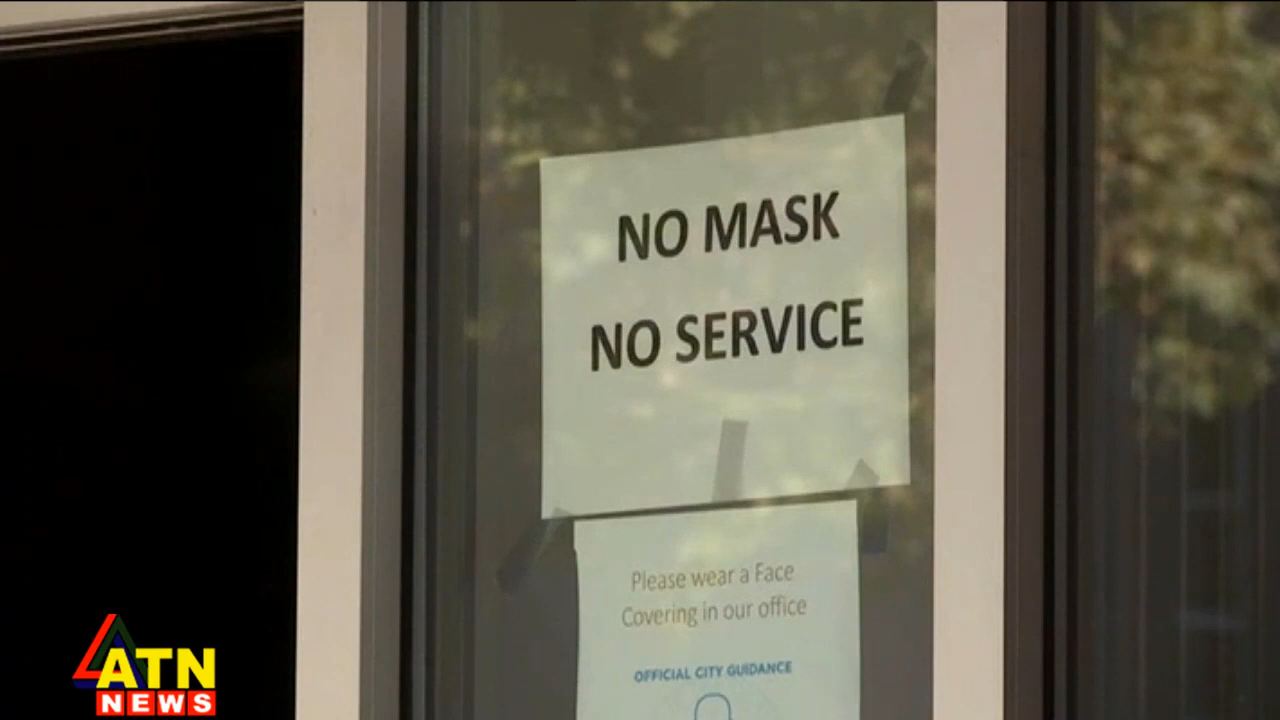 NO MASK
NO SERVICE
Please wear a Face
Covering in our office
OFFICIAL CITY GUIDANCE
ATN
NEWS